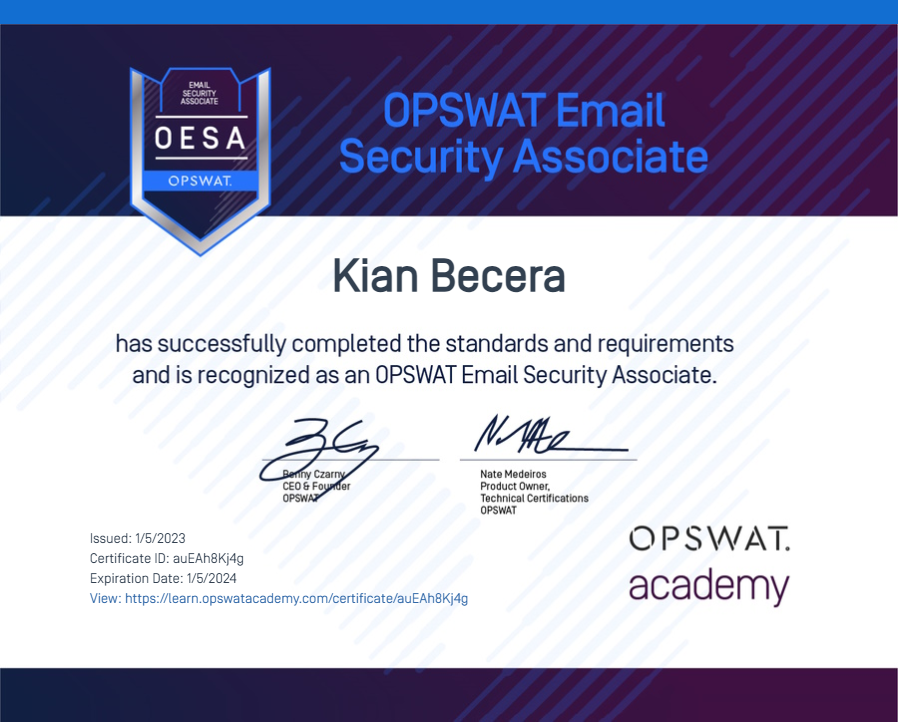 EMAIL
SECURITY
ASSOCIATE
OESA
OPSWAT.
OPSWAT Email
Security Associate
Kian Becera
has successfully completed the standards and requirements
and is recognized as an OPSWAT Email Security Associate.
Benny Czarny
CEO & Founder
OPSWAT
Nate Medeiros
Product Owner,
Technical Certifications
OPSWAT
Issued: 1/5/2023
Certificate ID: auEAh8Kj4g
Expiration Date: 1/5/2024
View: https://learn.opswatacademy.com/certificate/auEAh8Kj4g
OPSWAT.
academy